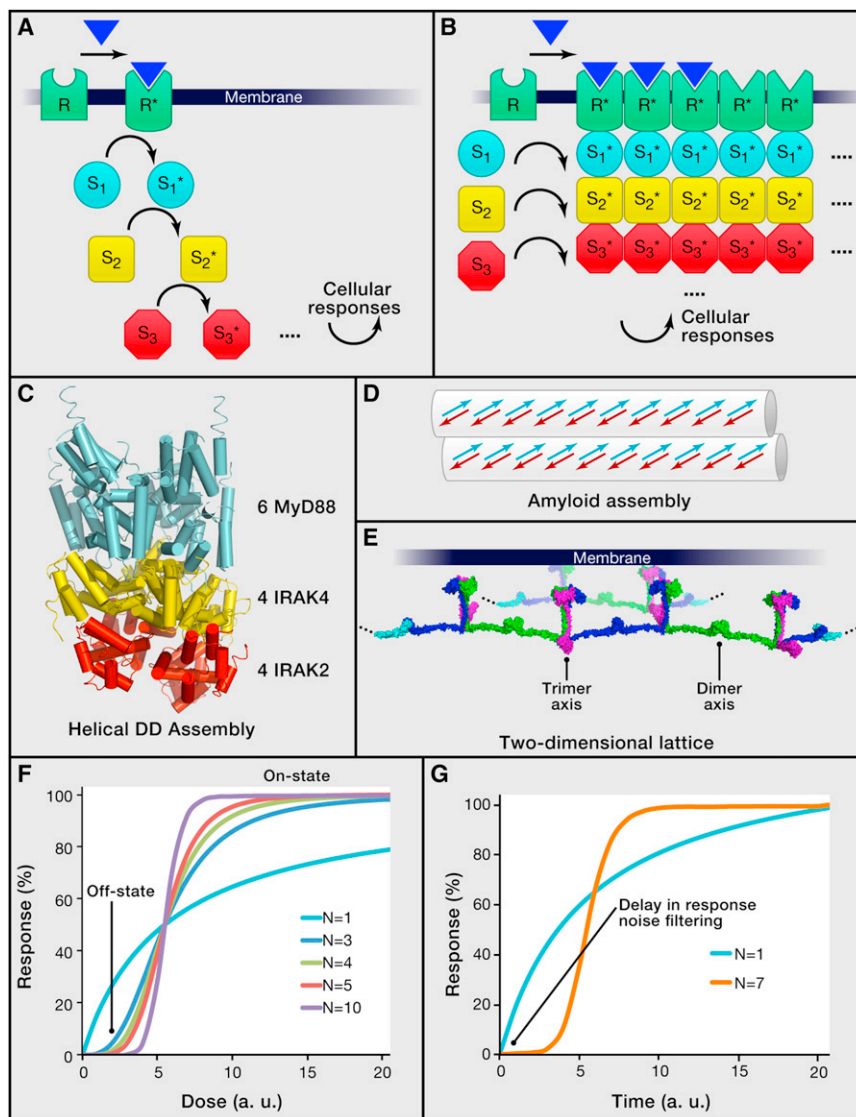 A
R
R*
Membrane
S1
S1*
S2
S2*
S3
S3*
....
Cellular
responses
B
R
R*
R*
R*
R*
R*
S1
S1*
S1*
S1*
S1*
S1*
....
S2
S2*
S2*
S2*
S2*
S2*
....
S3
S3*
S3*
S3*
S3*
S3*
....
....
Cellular
responses
C
6 MyD88
4 IRAK4
4 IRAK2
Helical DD Assembly
D
Amyloid assembly
E
Membrane
Trimer
axis
Dimer
axis
Two-dimensional lattice
F
On-state
100
80
60
40
20
0
Response (%)
Off-state
N=1
N=3
N=4
N=5
N=10
0
5
10
15
20
Dose (a. u.)
G
100
80
60
40
20
0
Response (%)
Delay in response
noise filtering
N=1
N=7
0
5
10
15
20
Time (a. u.)